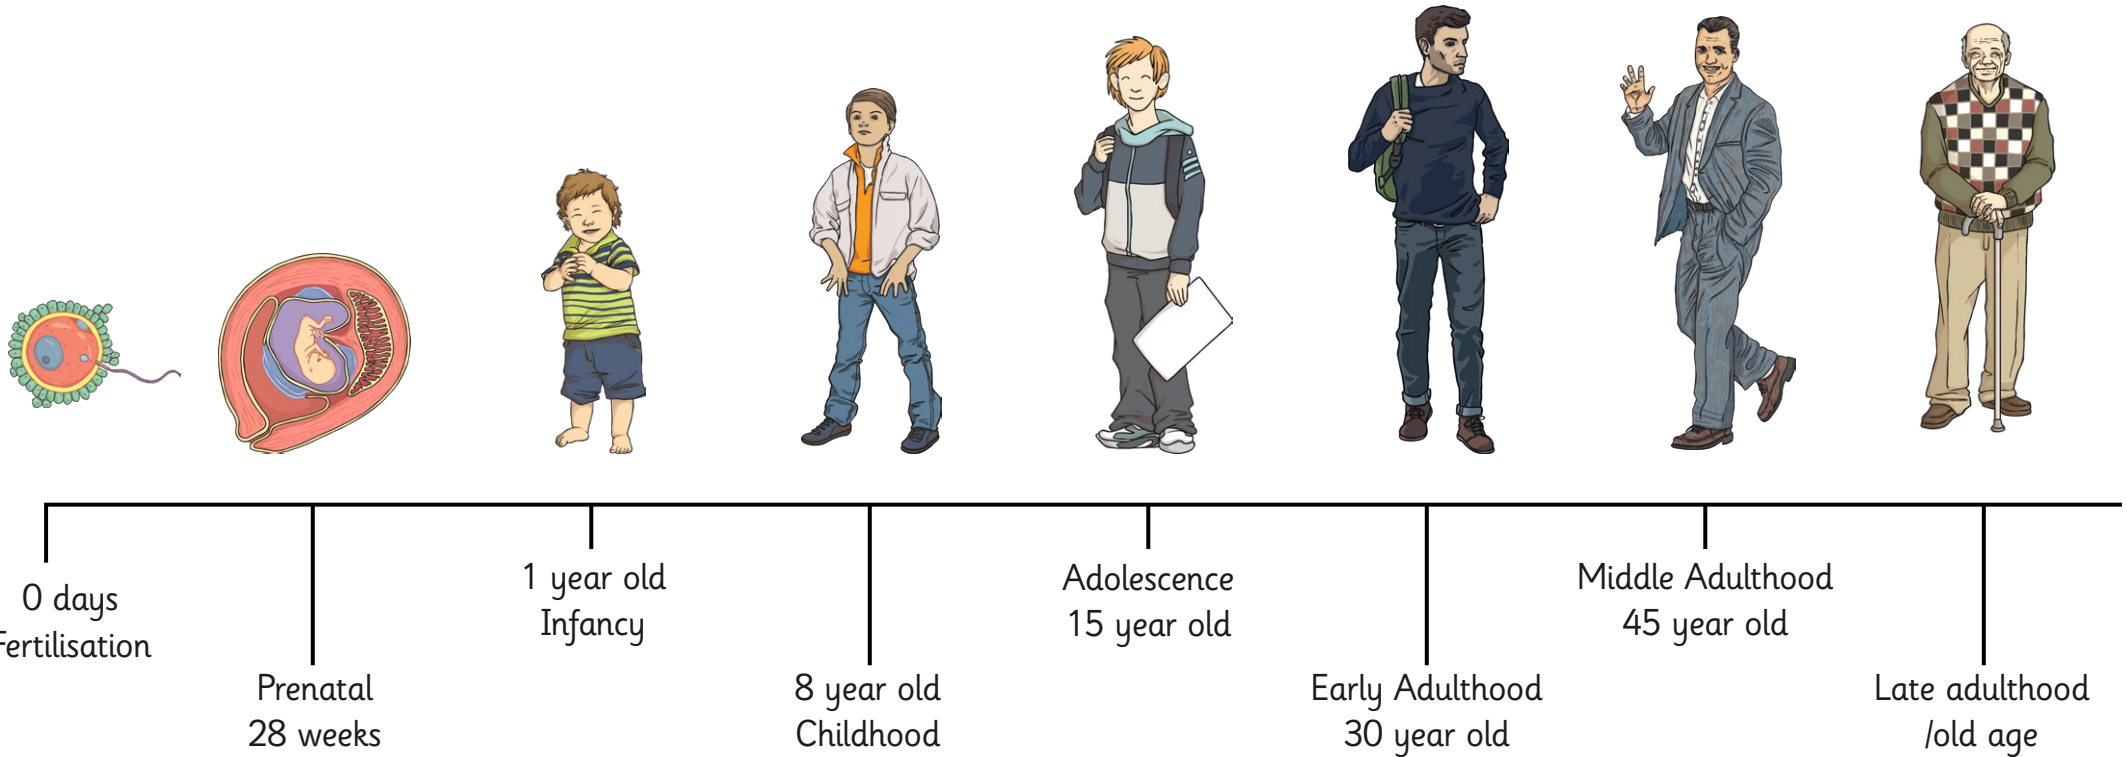 0 days
Fertilisation
Prenatal
28 weeks
1 year old
Infancy
8 year old
Childhood
Adolescence
15 year old
Early Adulthood
30 year old
Middle Adulthood
45 year old
Late adulthood
/old age